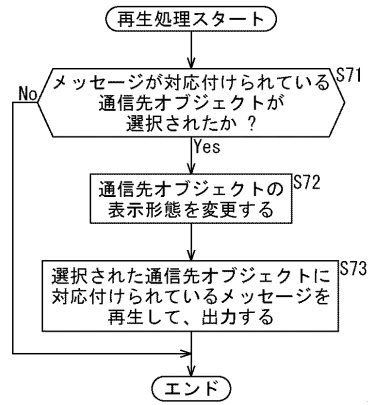 再生処理スタート
S71
メッセージが対応付けられている
通信先オブジェクトが
選択されたか ?
No
Yes
S72
通信先オブジェクトの
表示形態を変更する
S73
選択された通信先オブジェクトに
対応付けられているメッセージを
再生して、出力する
エンド